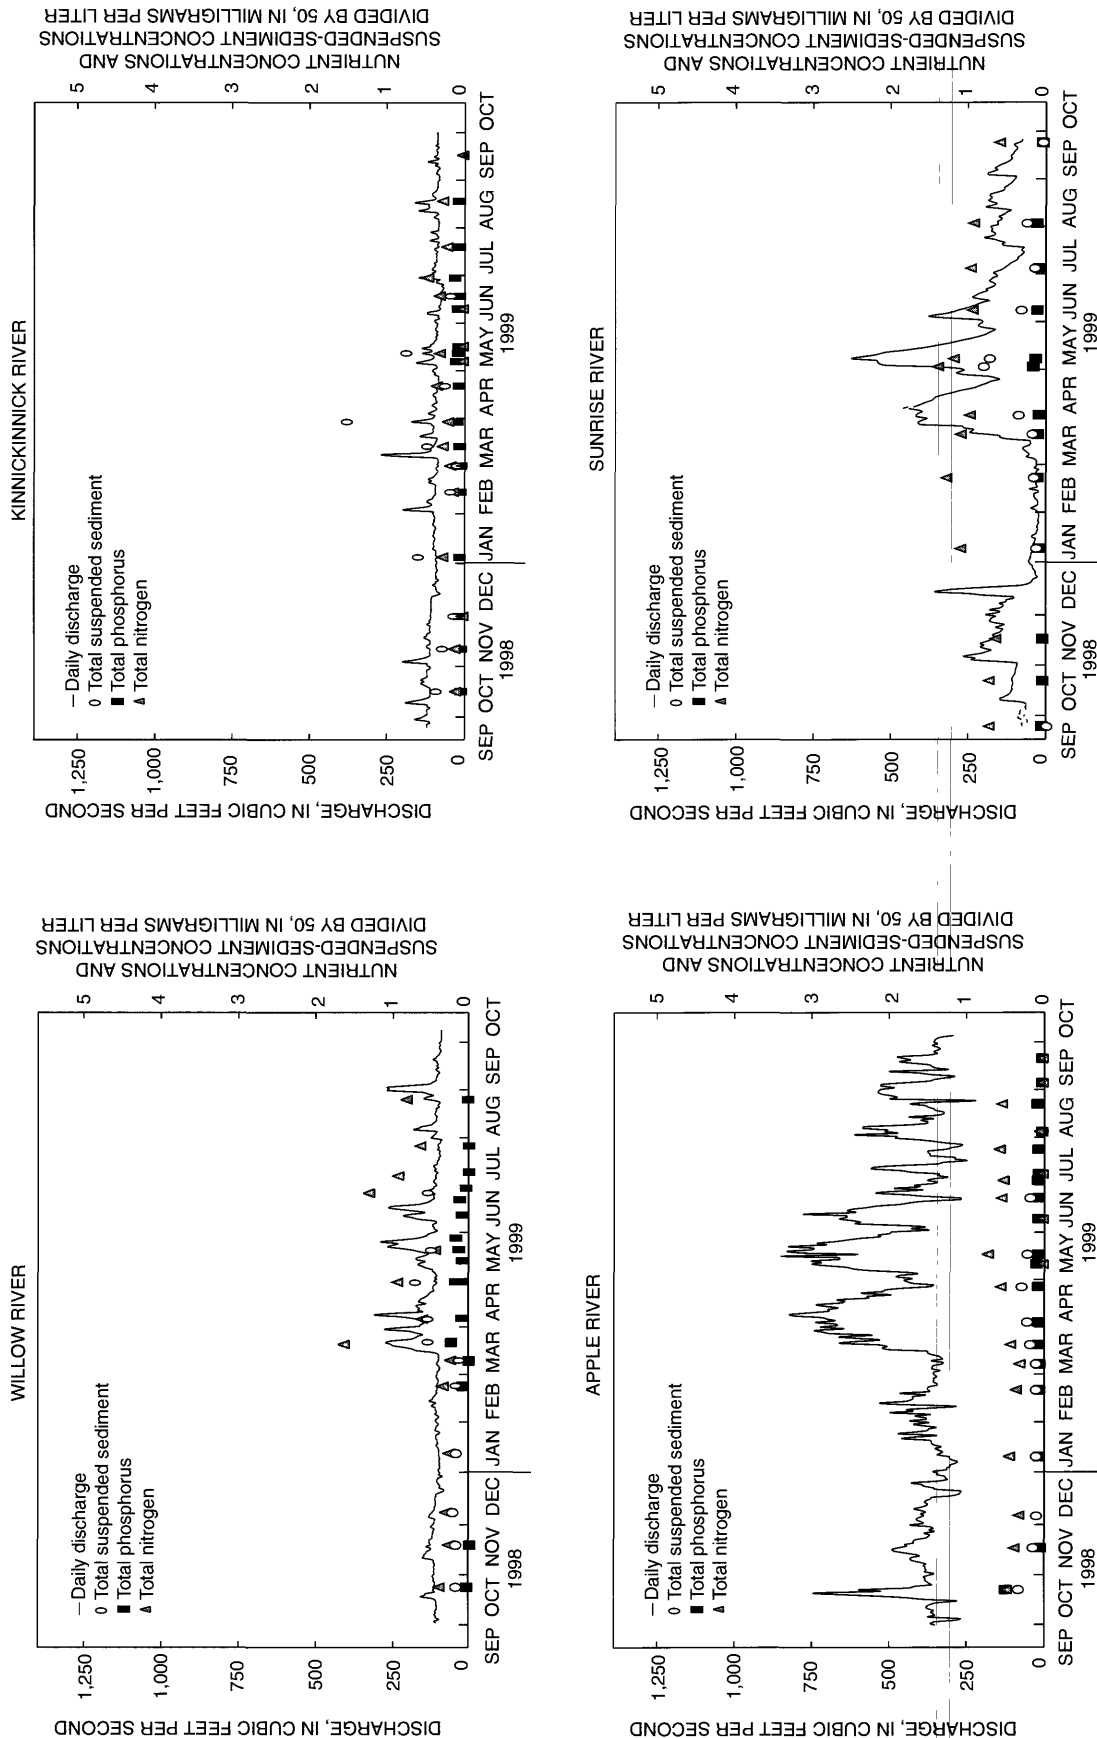 WILLOW RIVER
DISCHARGE, IN CUBIC FEET PER SECOND
1,250
1,000
750
500
250
0
— Daily discharge
0 Total suspended sediment
■ Total phosphorus
△ Total nitrogen
5
4
3
2
1
0
NUTRIENT CONCENTRATIONS AND
SUSPENDED-SEDIMENT CONCENTRATIONS
DIVIDED BY 50, IN MILLIGRAMS PER LITER
SEP OCT NOV DEC JAN FEB MAR APR MAY JUN JUL AUG SEP OCT
1998 1999
KINNICKINNICK RIVER
DISCHARGE, IN CUBIC FEET PER SECOND
1,250
1,000
750
500
250
0
— Daily discharge
0 Total suspended sediment
■ Total phosphorus
△ Total nitrogen
5
4
3
2
1
0
NUTRIENT CONCENTRATIONS AND
SUSPENDED-SEDIMENT CONCENTRATIONS
DIVIDED BY 50, IN MILLIGRAMS PER LITER
SEP OCT NOV DEC JAN FEB MAR APR MAY JUN JUL AUG SEP OCT
1998 1999
APPLE RIVER
DISCHARGE, IN CUBIC FEET PER SECOND
1,250
1,000
750
500
250
0
— Daily discharge
0 Total suspended sediment
■ Total phosphorus
△ Total nitrogen
5
4
3
2
1
0
NUTRIENT CONCENTRATIONS AND
SUSPENDED-SEDIMENT CONCENTRATIONS
DIVIDED BY 50, IN MILLIGRAMS PER LITER
SEP OCT NOV DEC JAN FEB MAR APR MAY JUN JUL AUG SEP OCT
1998 1999
SUNRISE RIVER
DISCHARGE, IN CUBIC FEET PER SECOND
1,250
1,000
750
500
250
0
— Daily discharge
0 Total suspended sediment
■ Total phosphorus
△ Total nitrogen
5
4
3
2
1
0
NUTRIENT CONCENTRATIONS AND
SUSPENDED-SEDIMENT CONCENTRATIONS
DIVIDED BY 50, IN MILLIGRAMS PER LITER
SEP OCT NOV DEC JAN FEB MAR APR MAY JUN JUL AUG SEP OCT
1998 1999